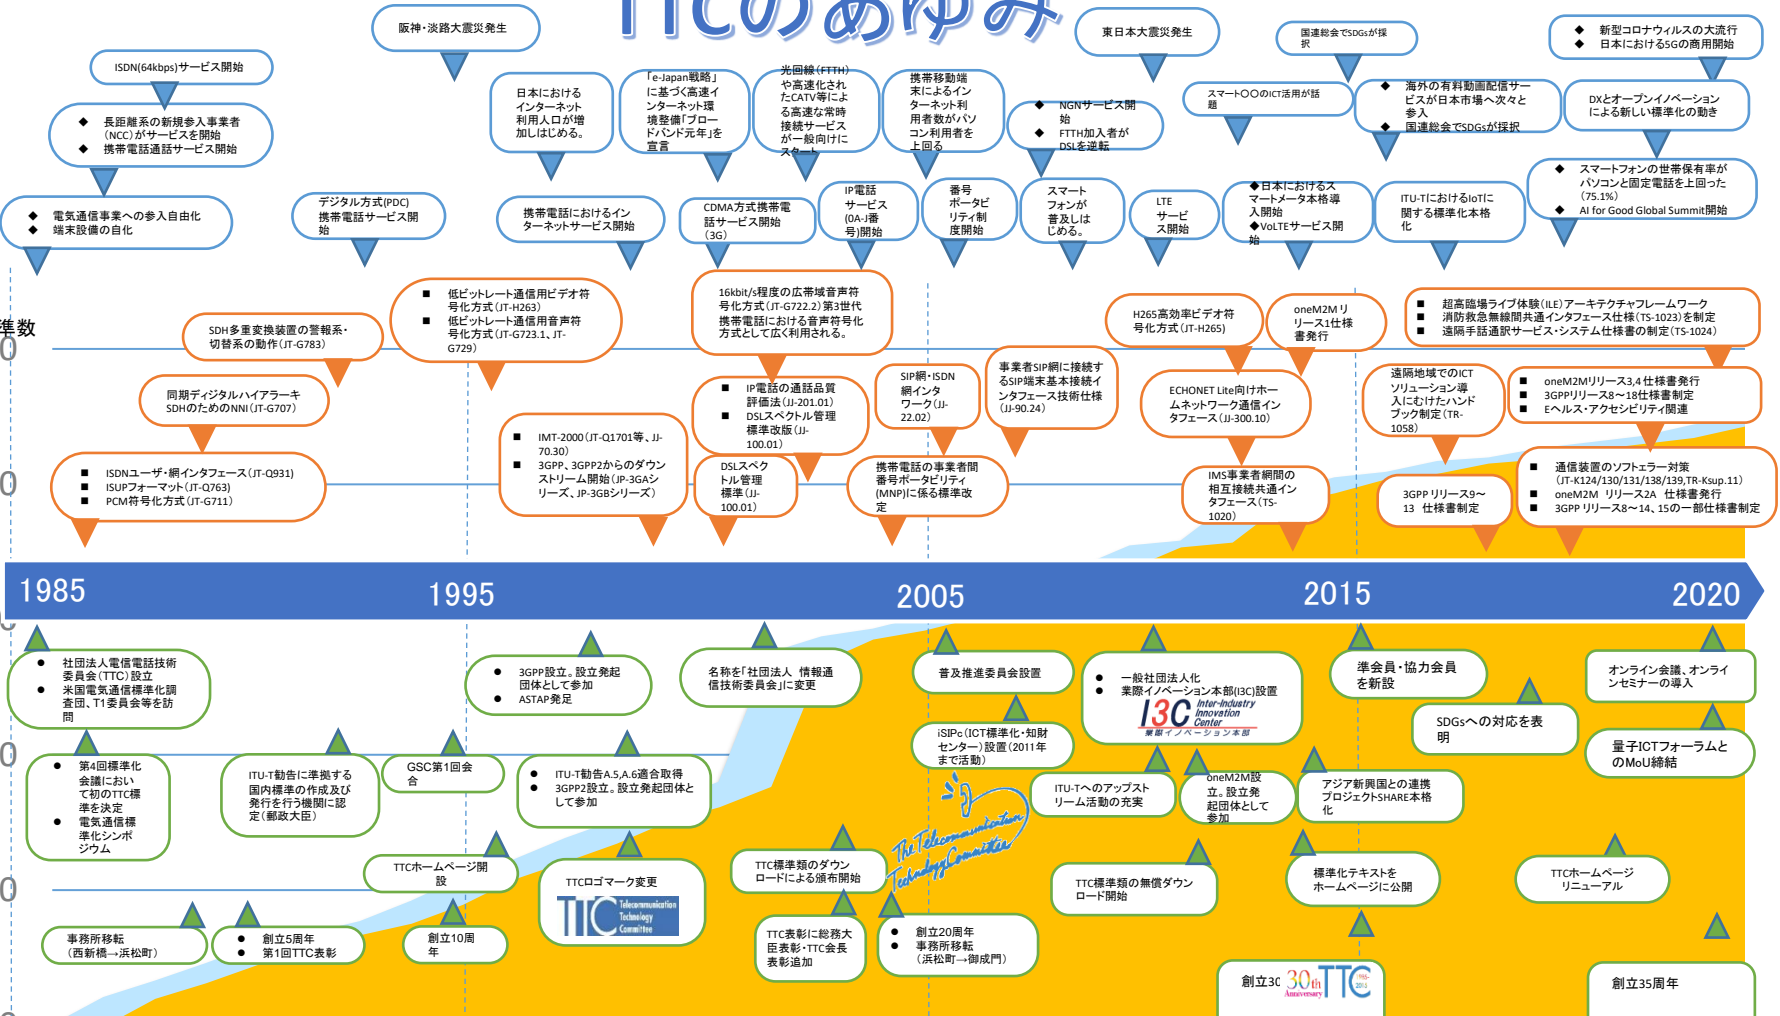 TTCのあゆみ
阪神・淡路大震災発生
東日本大震災発生
国連総会でSDGsが採
択
◆ 新型コロナウィルスの大流行
◆ 日本における5Gの商用開始
ISDN(64kbps)サービス開始
日本における
インターネット
利用人口が増
加しはじめる。
「e-Japan戦略」
に基づく高速イ
ンターネット環
境整備「ブロー
ドバンド元年」を
宣言
光回線(FTTH)
や高速化され
たCATV等によ
る高速な常時
接続サービス
が一般向けに
スタート
携帯移動端
末によるイン
ターネット利
用者数がパソ
コン利用者を
上回る
◆ NGNサービス開
始
◆ FTTH加入者が
DSLを逆転
スマート〇〇のICT活用が話
題
◆ 海外の有料動画配信サー
ビスが日本市場へ次々と
参入
◆ 国連総会でSDGsが採択
DXとオープンイノベーション
による新しい標準化の動き
◆ 長距離系の新規参入事業者
(NCC)がサービスを開始
◆ 携帯電話通話サービス開始
◆ スマートフォンの世帯保有率が
パソコンと固定電話を上回った
(75.1%)
◆ AI for Good Global Summit開始
◆ 電気通信事業への参入自由化
◆ 端末設備の自化
デジタル方式(PDC)
携帯電話サービス開
始
携帯電話におけるイン
ターネットサービス開始
CDMA方式携帯電
話サービス開始
(3G)
IP電話
サービス
(0A-J番
号)開始
番号
ポータビ
リティ制
度開始
スマート
フォンが
普及しは
じめる。
LTE
サービ
ス開始
◆日本におけるス
マートメータ本格導
入開始
◆VoLTEサービス開
始
ITU-TにおけるIoTに
関する標準化本格
化
準数
0
SDH多重変換装置の警報系・
切替系の動作(JT-G783)
■ 低ビットレート通信用ビデオ符
号化方式(JT-H263)
■ 低ビットレート通信用音声符
号化方式(JT-G723.1、JT-
G729)
16kbit/s程度の広帯域音声符
号化方式(JT-G722.2)第3世代
携帯電話における音声符号化
方式として広く利用される。
H265高効率ビデオ符
号化方式(JT-H265)
oneM2M リ
リース1仕様
書発行
■ 超高臨場ライブ体験(ILE)アーキテクチャフレームワーク
■ 消防救急無線間共通インタフェース仕様(TS-1023)を制定
■ 遠隔手話通訳サービス・システム仕様書の制定(TS-1024)
同期ディジタルハイアラーキ
SDHのためのNNI(JT-G707)
■ IP電話の通話品質
評価法(JJ-201.01)
■ DSLスペクトル管理
標準改版(JJ-
100.01)
SIP網・ISDN
網インタ
ワーク(JJ-
22.02)
事業者SIP網に接続す
るSIP端末基本接続イ
ンタフェース技術仕様
(JJ-90.24)
ECHONET Lite向けホー
ムネットワーク通信イン
タフェース(JJ-300.10)
遠隔地域でのICT
ソリューション導
入にむけたハンド
ブック制定(TR-
1058)
■ oneM2Mリリース3,4 仕様書発行
■ 3GPPリリース8～18仕様書制定
■ Eヘルス・アクセシビリティ関連
0
■ ISDNユーザ・網インタフェース(JT-Q931)
■ ISUPフォーマット(JT-Q763)
■ PCM符号化方式(JT-G711)
■ IMT-2000(JT-Q1701等、JJ-
70.30)
■ 3GPP、3GPP2からのダウン
ストリーム開始(JP-3GAシ
リーズ、JP-3GBシリーズ)
DSLスペク
トル管理
標準(JJ-
100.01)
携帯電話の事業者間
番号ポータビリティ
(MNP)に係る標準改
定
IMS事業者網間の
相互接続共通イン
タフェース(TS-
1020)
3GPP リリース9～
13 仕様書制定
■ 通信装置のソフトェラー対策
(JT-K124/130/131/138/139,TR-Ksup.11)
■ oneM2M リリース2A 仕様書発行
■ 3GPP リリース8～14、15の一部仕様書制定
1985
1995
2005
2015
2020
● 社団法人電信電話技術
委員会(TTC)設立
● 米国電気通信標準化調
査団、T1委員会等を訪
問
● 3GPP設立。設立発起
団体として参加
● ASTAP発足
名称を「社団法人 情報通
信技術委員会」に変更
普及推進委員会設置
● 一般社団法人化
● 業際イノベーション本部(I3C)設置
I3C Inter-Industry
Innovation
Center
業際イノベーション本部
準会員・協力会員
を新設
オンライン会議、オンライ
ンセミナーの導入
SDGsへの対応を表
明
0
● 第4回標準化
会議におい
て初のTTC標
準を決定
● 電気通信標
準化シンポ
ジウム
ITU-T勧告に準拠する
国内標準の作成及び
発行を行う機関に認
定(郵政大臣)
GSC第1回会
合
● ITU-T勧告A.5,A.6適合取得
● 3GPP2設立。設立発起団体と
して参加
iSIPc(ICT標準化・知財
センター)設置(2011年
まで活動)
ITU-Tへのアップスト
リーム活動の充実
oneM2M設
立。設立発
起団体として
参加
アジア新興国との連携
プロジェクトSHARE本格
化
量子ICTフォーラムと
のMoU締結
The Telecommunication
Technology Committee
TTCホームページ開
設
TTCロゴマーク変更
TTC Telecommunication
Technology
Committee
TTC標準類のダウン
ロードによる頒布開始
TTC標準類の無償ダウン
ロード開始
標準化テキストを
ホームページに公開
TTCホームページ
リニューアル
0
事務所移転
(西新橋→浜松町)
● 創立5周年
● 第1回TTC表彰
創立10周
年
TTC表彰に総務大
臣表彰・TTC会長
表彰追加
● 創立20周年
● 事務所移転
(浜松町→御成門)
創立30
30th
Anniversary
TTC
創立35周年